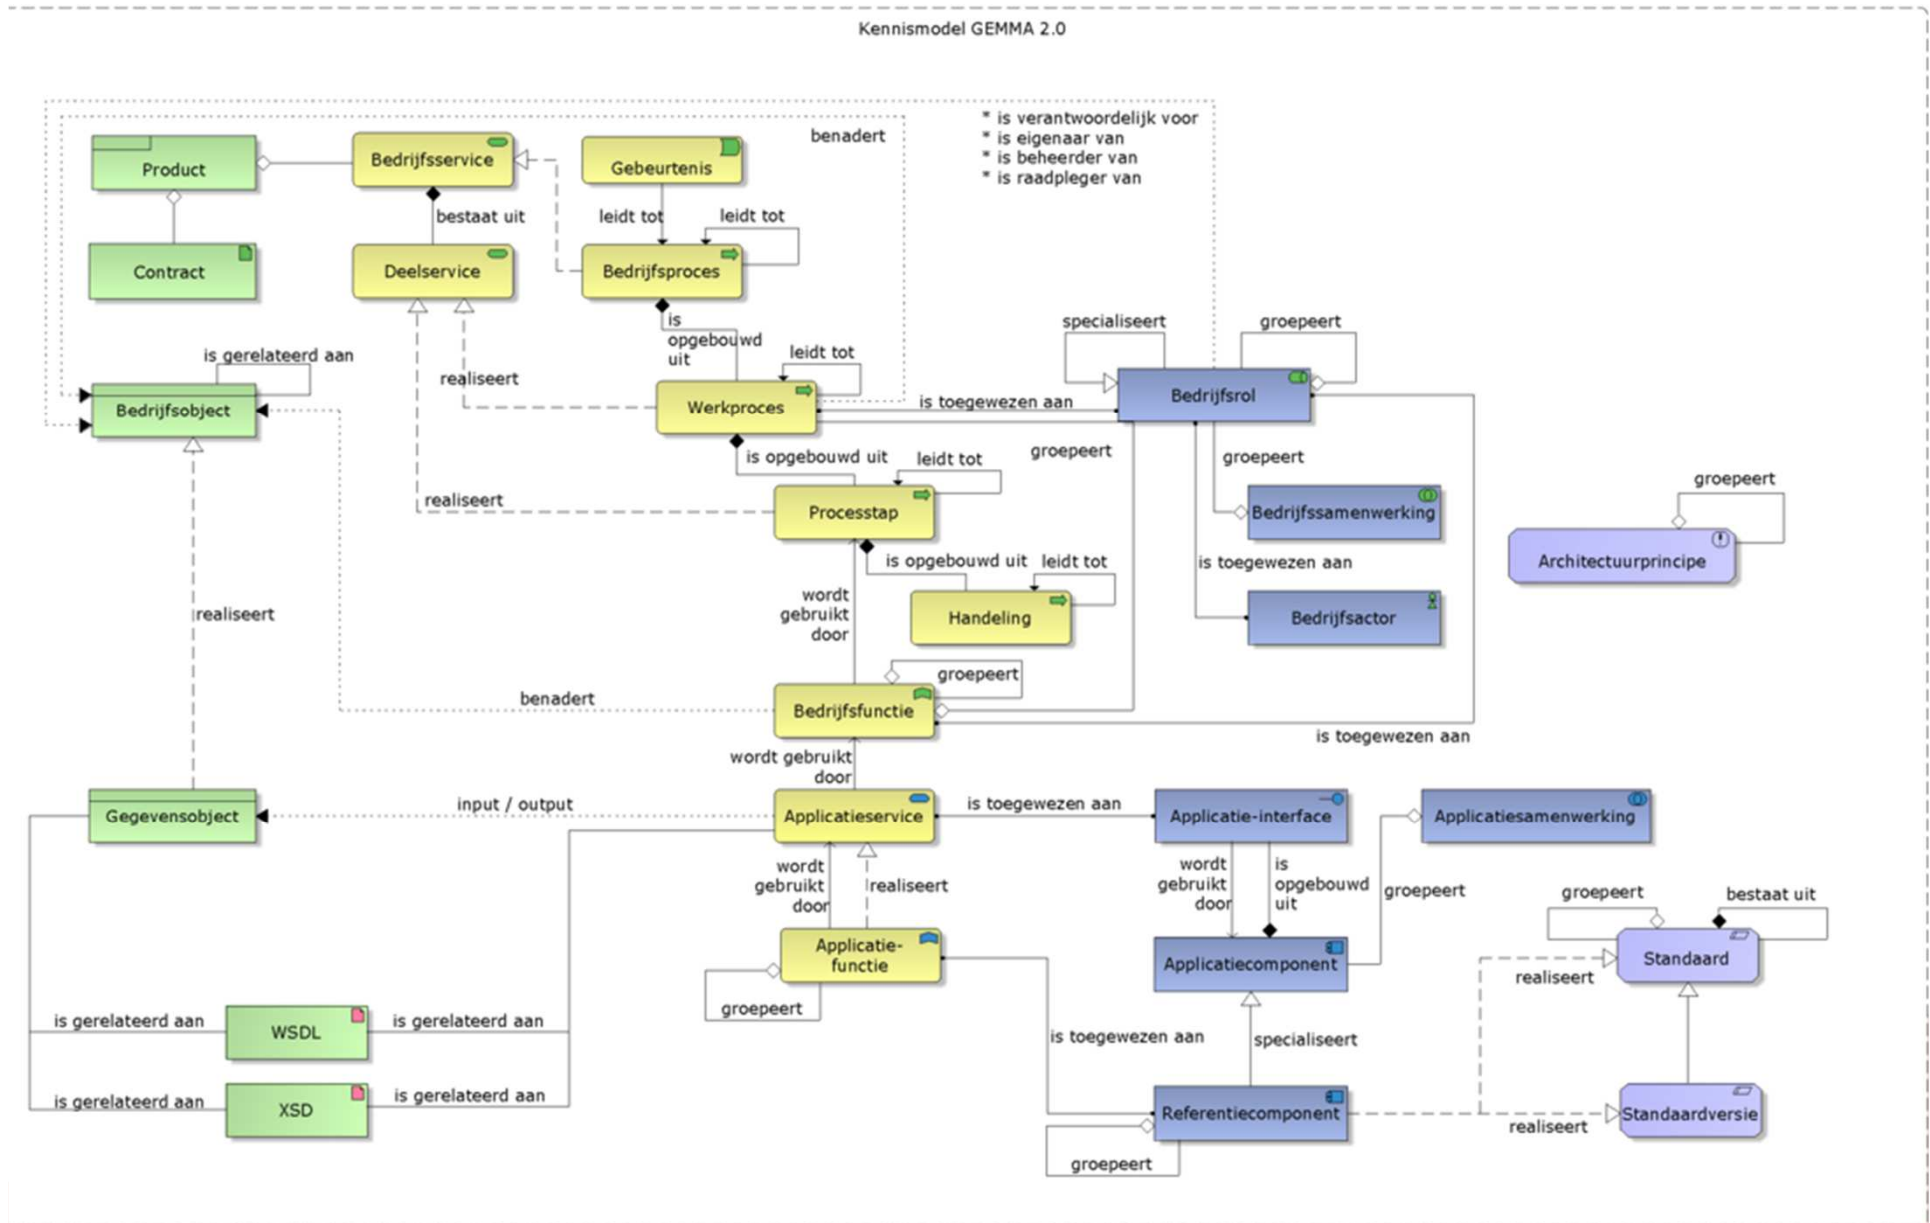 Kennismodel GEMMA 2.0
* is verantwoordelijk voor
* is eigenaar van
* is beheerder van
* is raadpleger van
benadert
Product
Bedrijfsservice
Gebeurtenis
bestaat uit
leidt tot
leidt tot
Contract
Deelservice
Bedrijfsproces
is
opgebouwd
uit
specialiseert
groepeert
is gerelateerd aan
leidt tot
realiseert
Bedrijfsobject
Werkproces
is toegewezen aan
Bedrijfsrol
is opgebouwd uit
leidt tot
groepeert
groepeert
groepeert
realiseert
Processtap
Bedrijfssamenwerking
Architectuurprincipe
is opgebouwd uit
leidt tot
is toegewezen aan
wordt
gebruikt
door
realiseert
Handeling
Bedrijfsactor
groepeert
benadert
Bedrijfsfunctie
is toegewezen aan
wordt gebruikt
door
Gegevensobject
input / output
Applicatieservice
is toegewezen aan
Applicatie-interface
Applicatiesamenwerking
wordt
gebruikt
door
realiseert
wordt
gebruikt
door
is
opgebouwd
uit
groepeert
groepeert
bestaat uit
Applicatie-
functie
Applicatiecomponent
Standaard
realiseert
groepeert
is gerelateerd aan
WSDL
is gerelateerd aan
is toegewezen aan
specialiseert
is gerelateerd aan
XSD
is gerelateerd aan
Referentiecomponent
realiseert
Standaardversie
groepeert